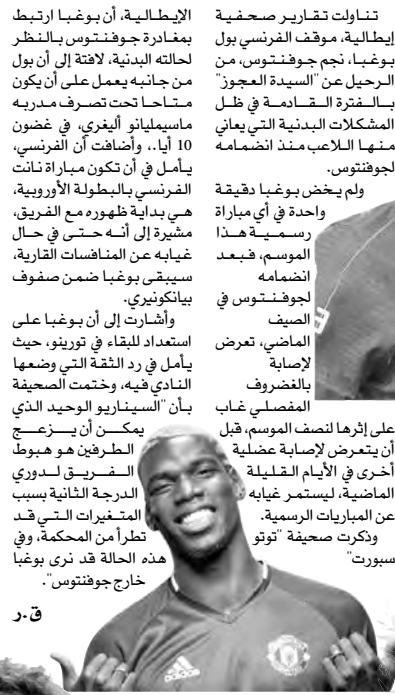 تناولت تقارير صحفية
إيطالية، موقف الفرنسي بول
بوغبا، نجم جوفنتوس، من
الرحيل عن "السيدة العجوز"
بالفترة القادمة في ظل
المشكلات البدنية التي يعاني
منها اللاعب منذ انضمامه
لجوفنتوس.
ولم يخض بوغبا دقيقة
واحدة في أي مباراة
رسمية هذا
الموسم، فبعد
انضمامه
لجوفنتوس في
الصيف
الماضي، تعرض
لإصابة
بالغضروف
المفصلي غاب
على إثرها لنصف الموسم، قبل
أن يتعرض لإصابة عضلية
أخرى في الأيام القليلة
الماضية، ليستمر غيابه
عن المباريات الرسمية.
وذكرت صحيفة "توتو
سبورت"
الإيطالية، أن بوغبا ارتبط
بمغادرة جوفنتوس بالنظر
لحالته البدنية، لافتة إلى أن بول
من جانبه يعمل على أن يكون
متاحا تحت تصرف مدربه
ماسيمليانو أليغري، في غضون
10 أيا،، وأضافت أن الفرنسي،
يأمل في أن تكون مباراة نانت
الفرنسي بالبطولة الأوروبية،
هي بداية ظهوره مع الفريق،
مشيرة إلى أنه حتى في حال
غيابه عن المنافسات القارية،
سيبقى بوغبا ضمن صفوف
بيانكونيري.
وأشارت إلى أن بوغبا على
استعداد للبقاء في تورينو، حيث
يأمل في رد الثقة التي وضعها
النادي فيه، وختمت الصحيفة
بأن "السيناريو الوحيد الذي
يمكن أن يزعج
الطرفين هو هبوط
الفريق لدوري
الدرجة الثانية بسبب
المتغيرات التي قد
تطرأ من المحكمة، وفي
هذه الحالة قد نرى بوغبا
خارج جوفنتوس".
ق.ر
adidas